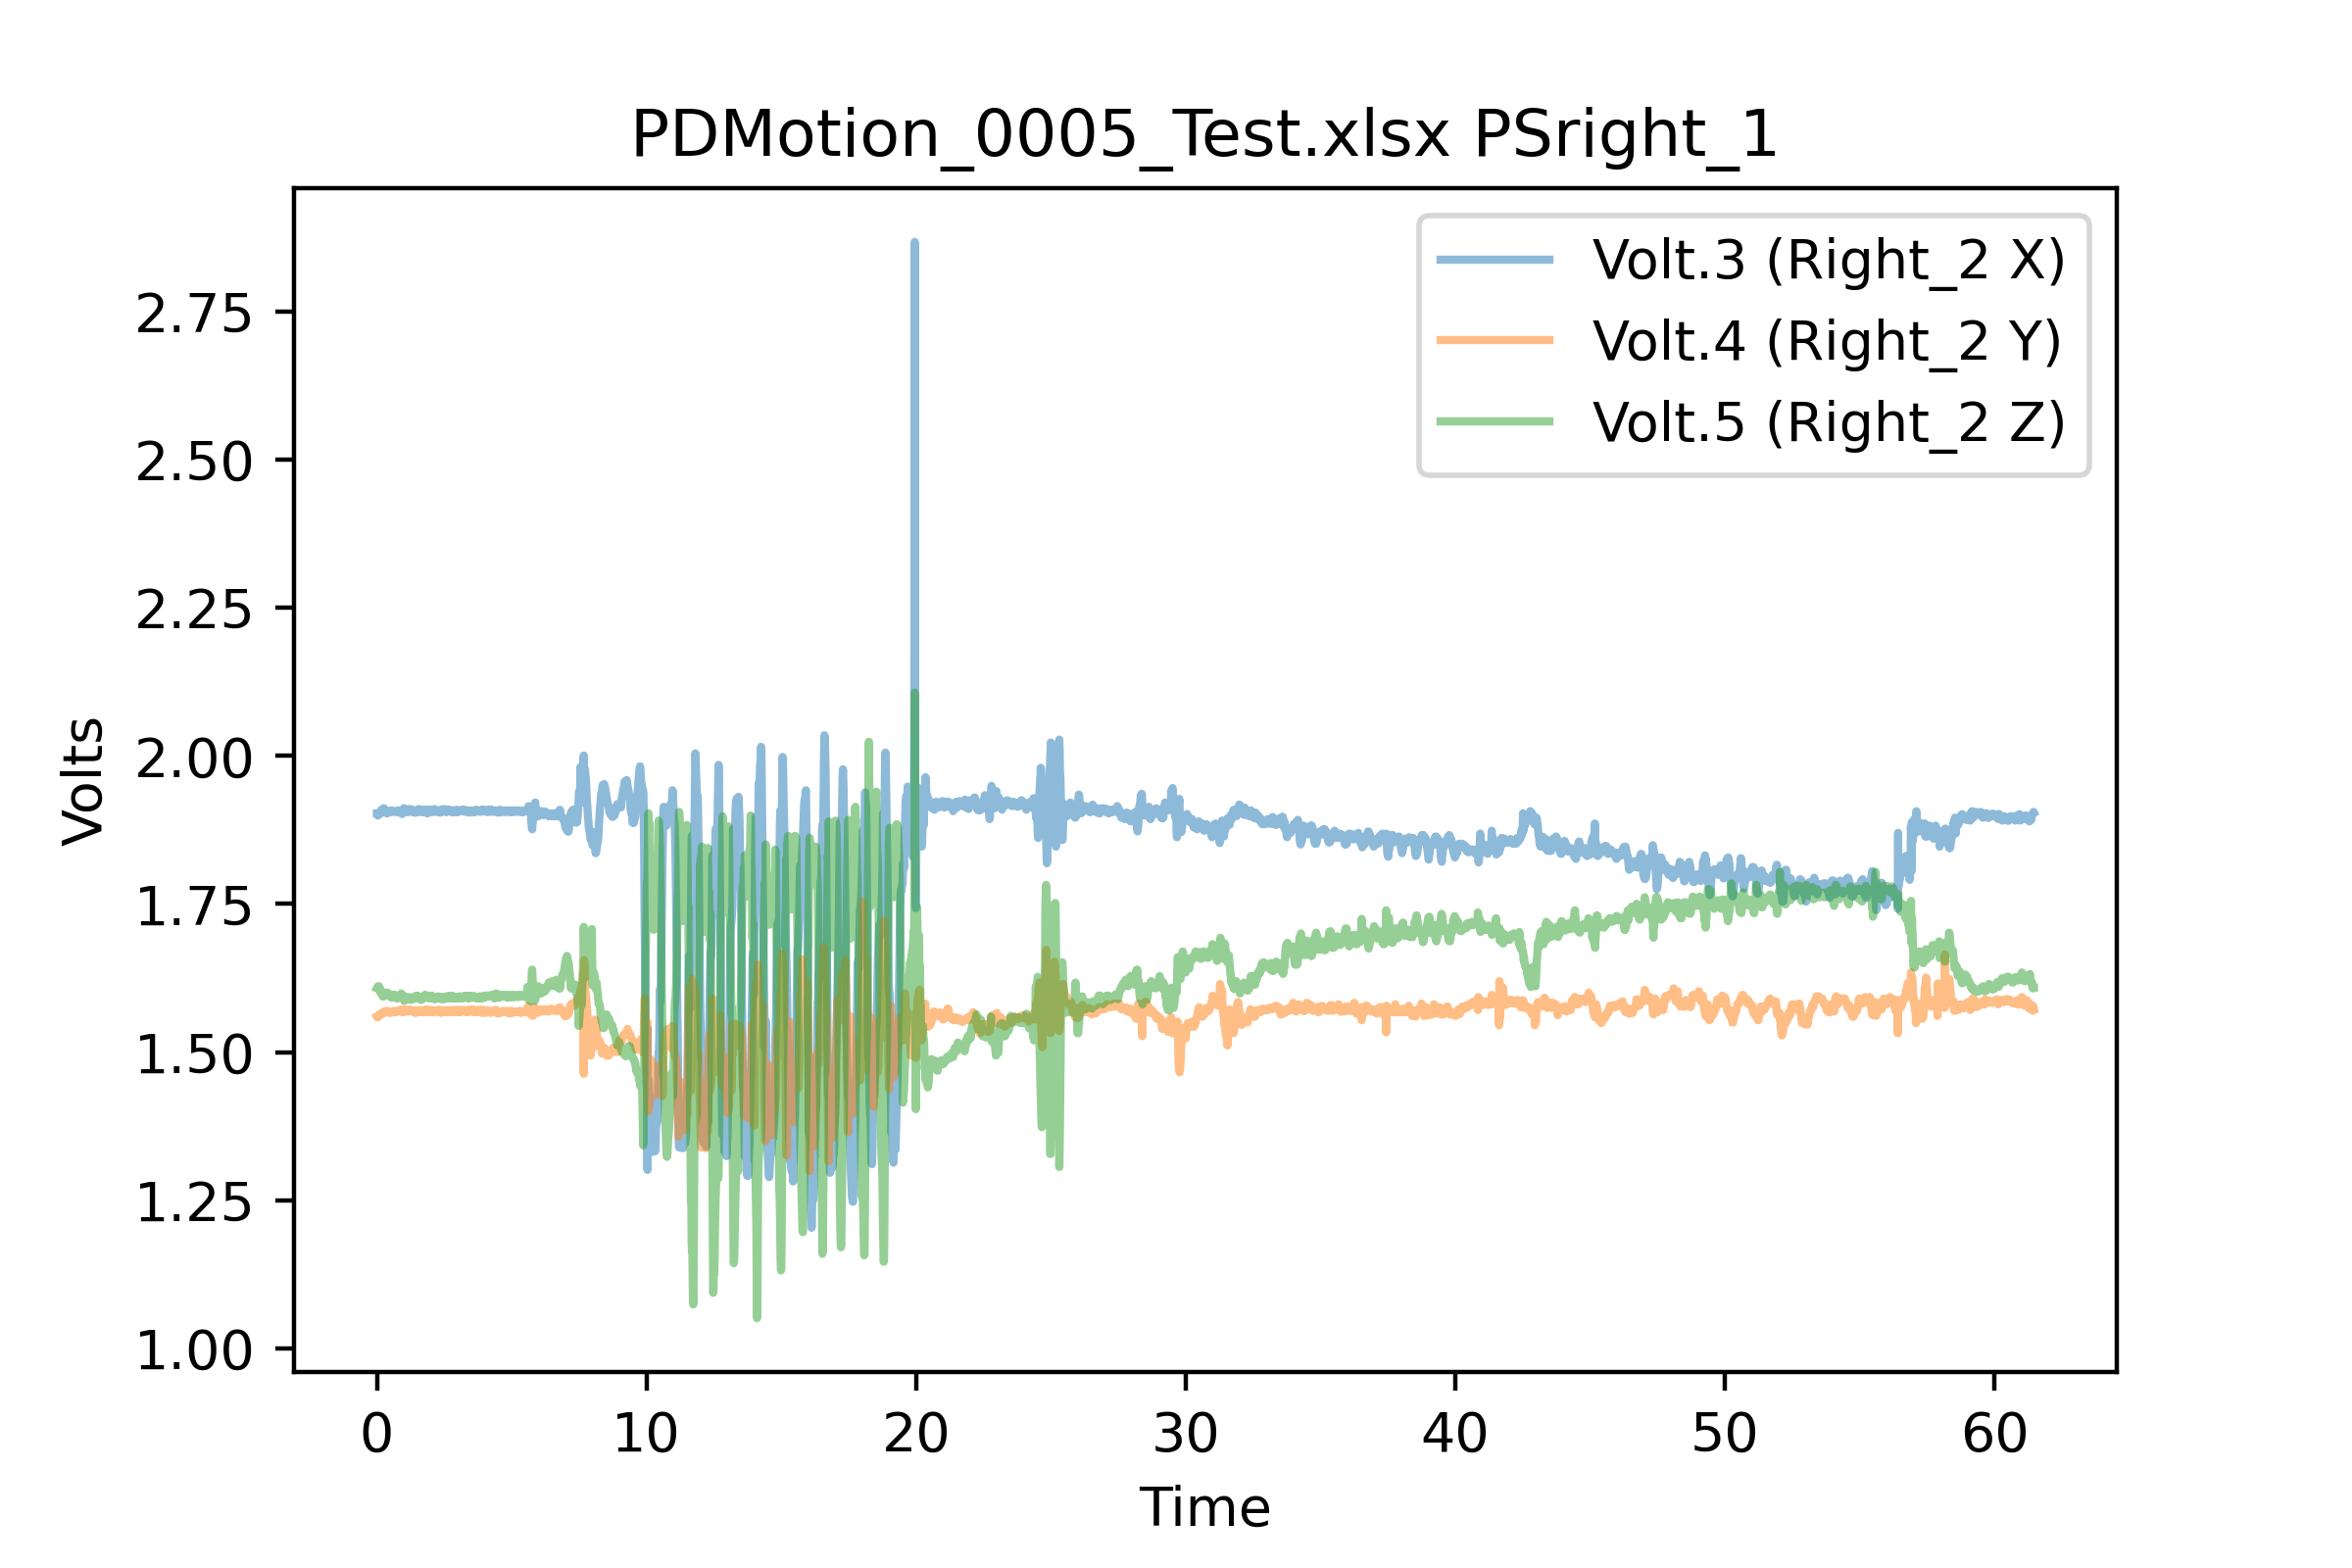 PDMotion_0005_Test.xlsx PSright_1
Volt.3 (Right_2 X)
Volt.4 (Right_2 Y)
Volt.5 (Right_2 Z)
Volts
2.75
2.50
2.25
2.00
1.75
1.50
1.25
1.00
0 10 20 30 40 50 60
Time